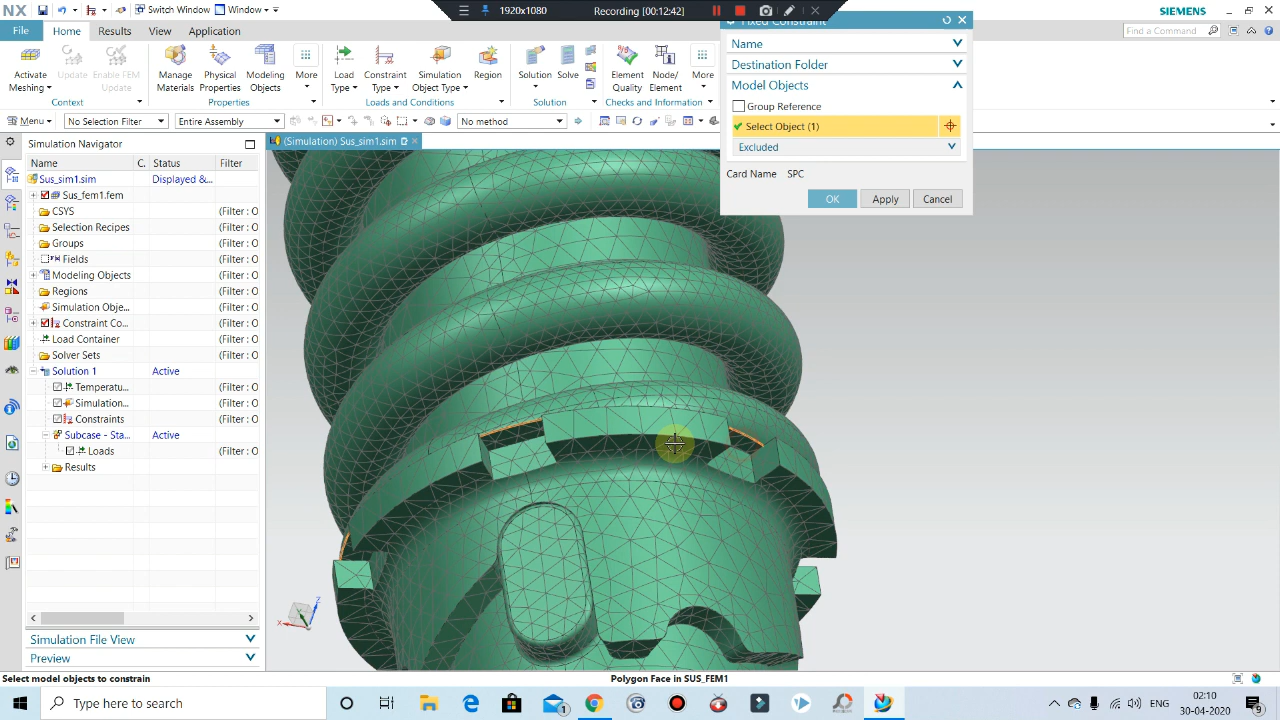 NX
Switch Window
Window
1920x1080
Recording [00:12:42]
SIEMENS
File
Home
Results
View
Application
Find a Command
Activate Meshing
Update
Enable FEM Update
Manage Materials
Physical Properties
Modeling Objects
More
Load Type
Constraint Type
Simulation Object Type
Region
Solution
Solve
Element Quality
Node/ Element
More
Context
Properties
Loads and Conditions
Solution
Checks and Information
Menu
No Selection Filter
Entire Assembly
No method
Fixed Constraint
Name
Destination Folder
Model Objects
Group Reference
Select Object (1)
Excluded
Card Name SPC
OK
Apply
Cancel
Simulation Navigator
(Simulation) Sus_sim1.sim
Name
C.
Status
Filter
Sus_sim1.sim
Displayed &...
Sus_fem1.fem
CSYS
(Filter : O
Selection Recipes
(Filter : O
Groups
(Filter : O
Fields
(Filter : O
Modeling Objects
(Filter : O
Regions
(Filter : O
Simulation Obje...
(Filter : O
Constraint Co...
(Filter : O
Load Container
(Filter : O
Solver Sets
(Filter : O
Solution 1
Active
(Filter : O
Temperatu...
(Filter : O
Simulation...
(Filter : O
Constraints
(Filter : O
Subcase - Sta...
Active
(Filter : O
Loads
(Filter : O
Results
(Filter : O
Simulation File View
Preview
X
Z
Select model objects to constrain
Polygon Face in SUS_FEM1
Type here to search
1
ENG
02:10
30-04-2020